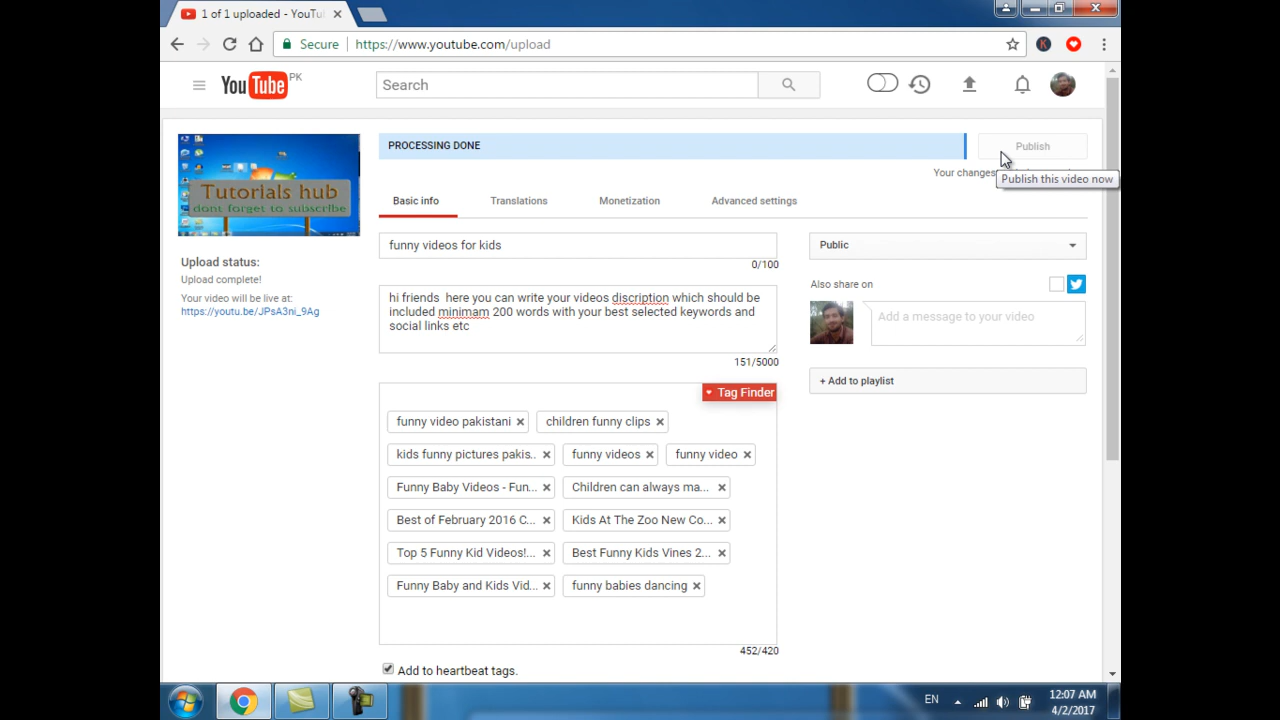 1 of 1 uploaded - YouTu
Secure
https://www.youtube.com/upload
YouTube PK
Search
PROCESSING DONE
Publish
Your changes
Publish this video now
Tutorials hub
dont forget to subscribe
Basic info
Translations
Monetization
Advanced settings
funny videos for kids
0/100
Public
Upload status:
Upload complete!
Your video will be live at:
https://youtu.be/JPsA3ni_9Ag
hi friends here you can write your videos discription which should be
included minimam 200 words with your best selected keywords and
social links etc
151/5000
Also share on
Add a message to your video
+ Add to playlist
Tag Finder
funny video pakistani
children funny clips
kids funny pictures pakis..
funny videos
funny video
Funny Baby Videos - Fun...
Children can always ma...
Best of February 2016 C...
Kids At The Zoo New Co...
Top 5 Funny Kid Videos!...
Best Funny Kids Vines 2...
Funny Baby and Kids Vid...
funny babies dancing
452/420
Add to heartbeat tags.
EN
12:07 AM
4/2/2017